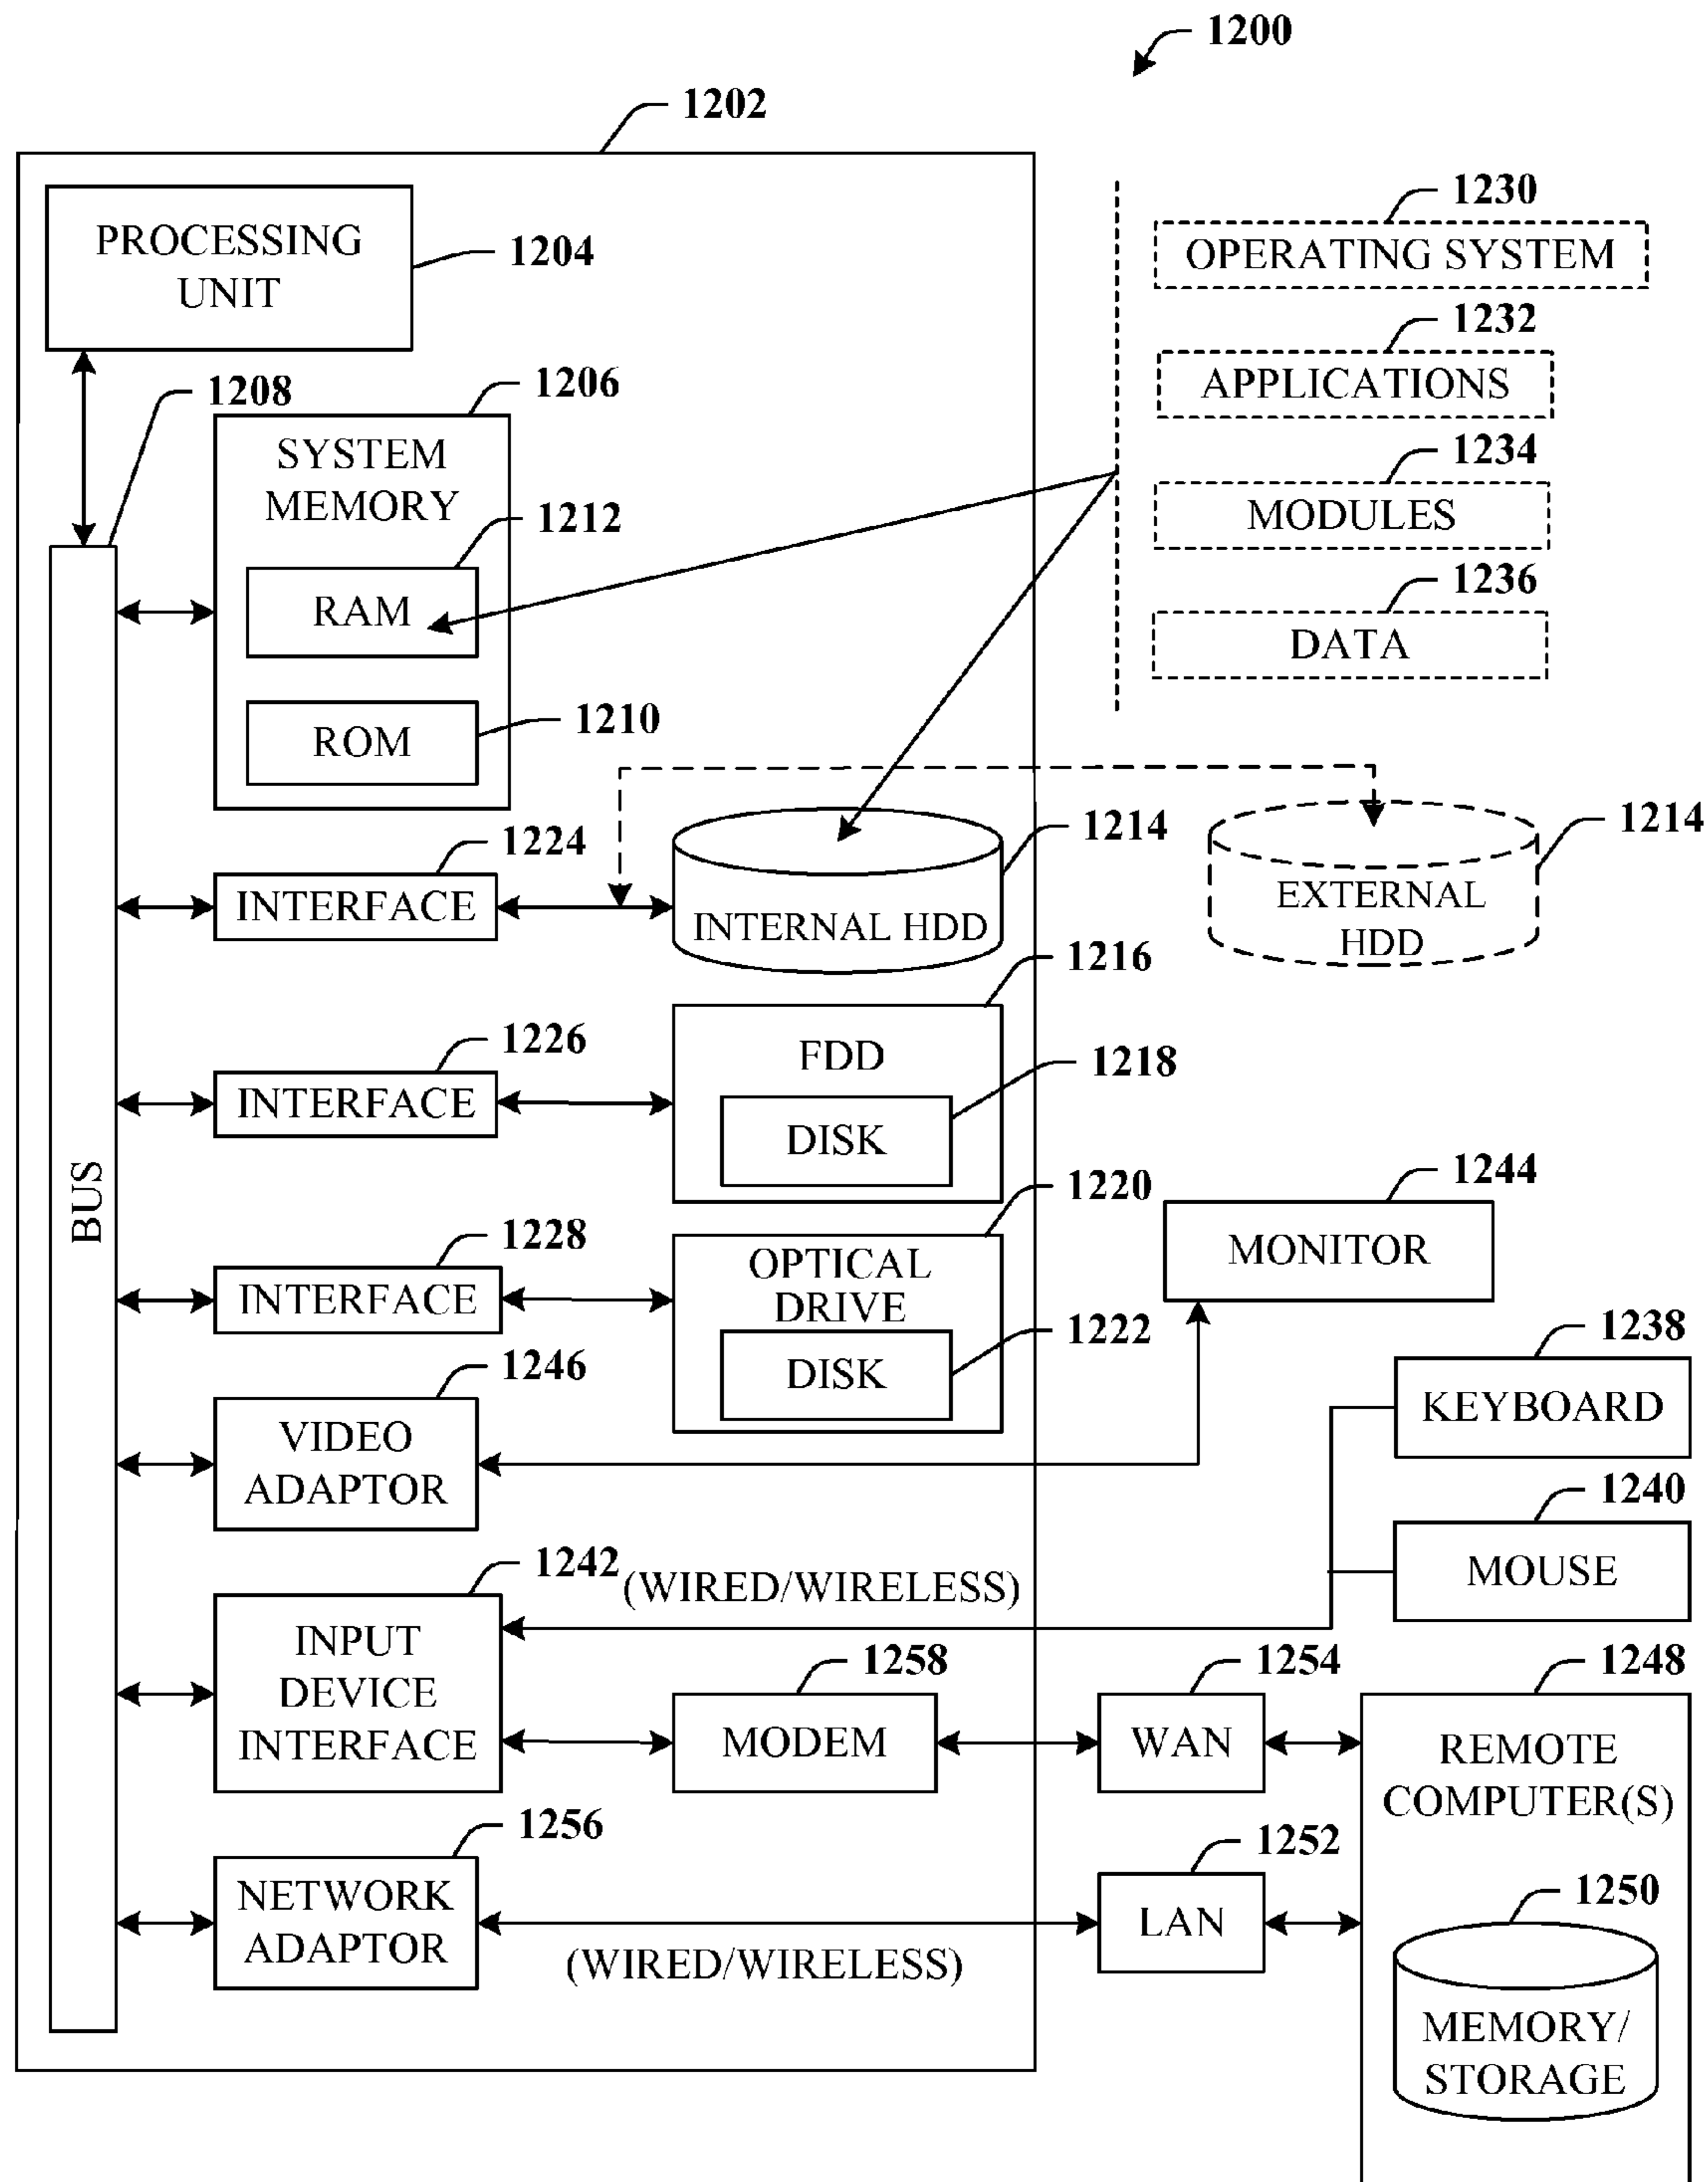 1200
1202
PROCESSING
UNIT
1204
1230
OPERATING SYSTEM
1232
APPLICATIONS
1234
MODULES
1236
DATA
1208
1206
SYSTEM
MEMORY
1212
RAM
1210
ROM
1224
INTERFACE
1214
INTERNAL HDD
1214
EXTERNAL
HDD
1216
FDD
1226
INTERFACE
1218
DISK
BUS
1220
OPTICAL
DRIVE
1228
INTERFACE
1222
DISK
1244
MONITOR
1246
VIDEO
ADAPTOR
1238
KEYBOARD
1240
MOUSE
1242
(WIRED/WIRELESS)
INPUT
DEVICE
INTERFACE
1258
MODEM
1254
WAN
1248
REMOTE
COMPUTER(S)
1256
NETWORK
ADAPTOR
(WIRED/WIRELESS)
1252
LAN
1250
MEMORY/
STORAGE